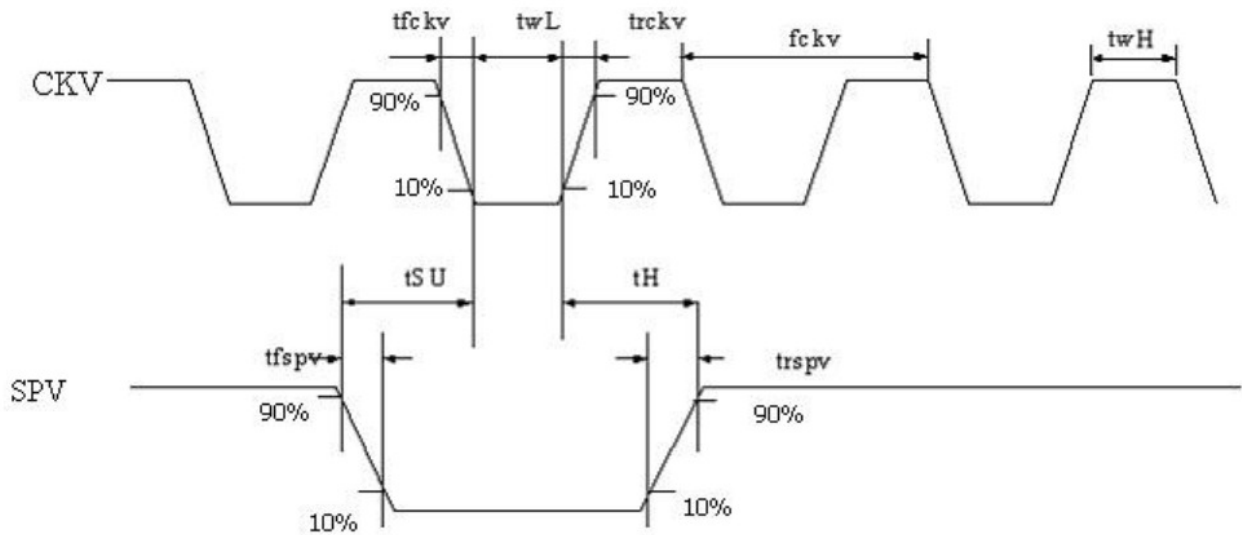 tfckv twL trckv fckv twH
CKV
90% 90%
10% 10%
tSU tH
tfspv trspv
SPV
90% 90%
10% 10%